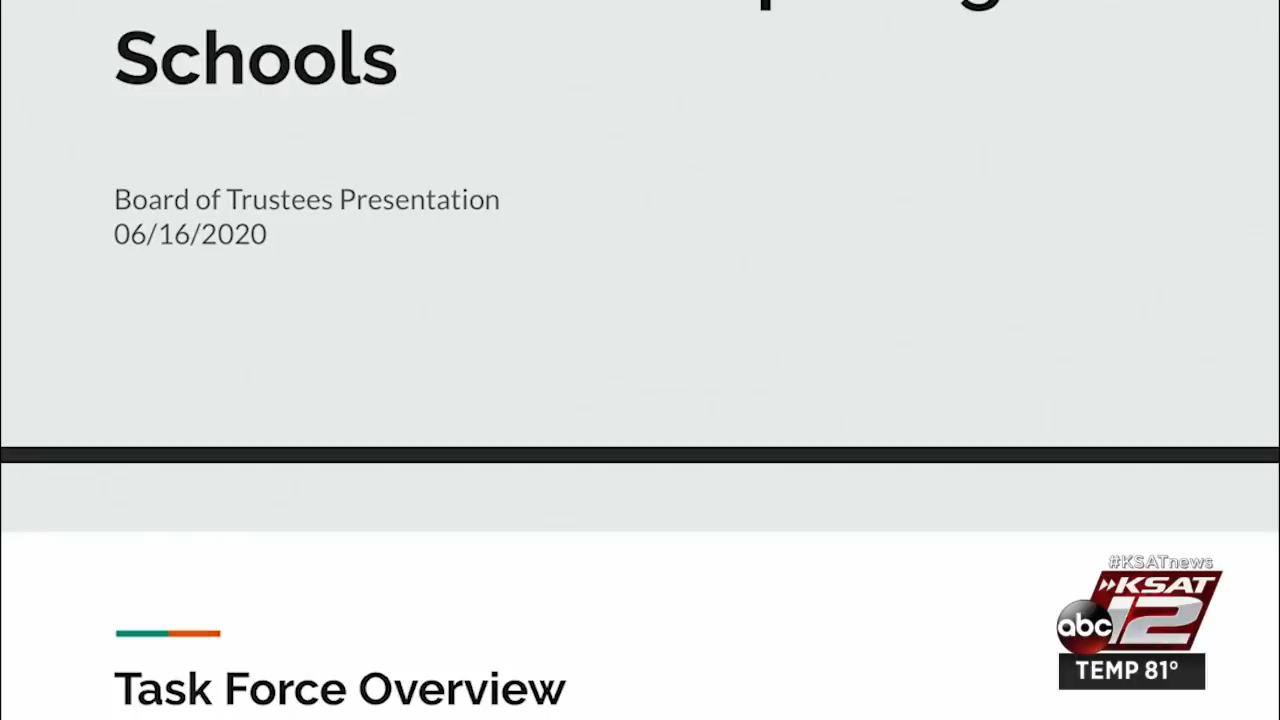 Schools
Board of Trustees Presentation
06/16/2020
Task Force Overview
#KSATnews
KSAT
abc 12
TEMP 81°